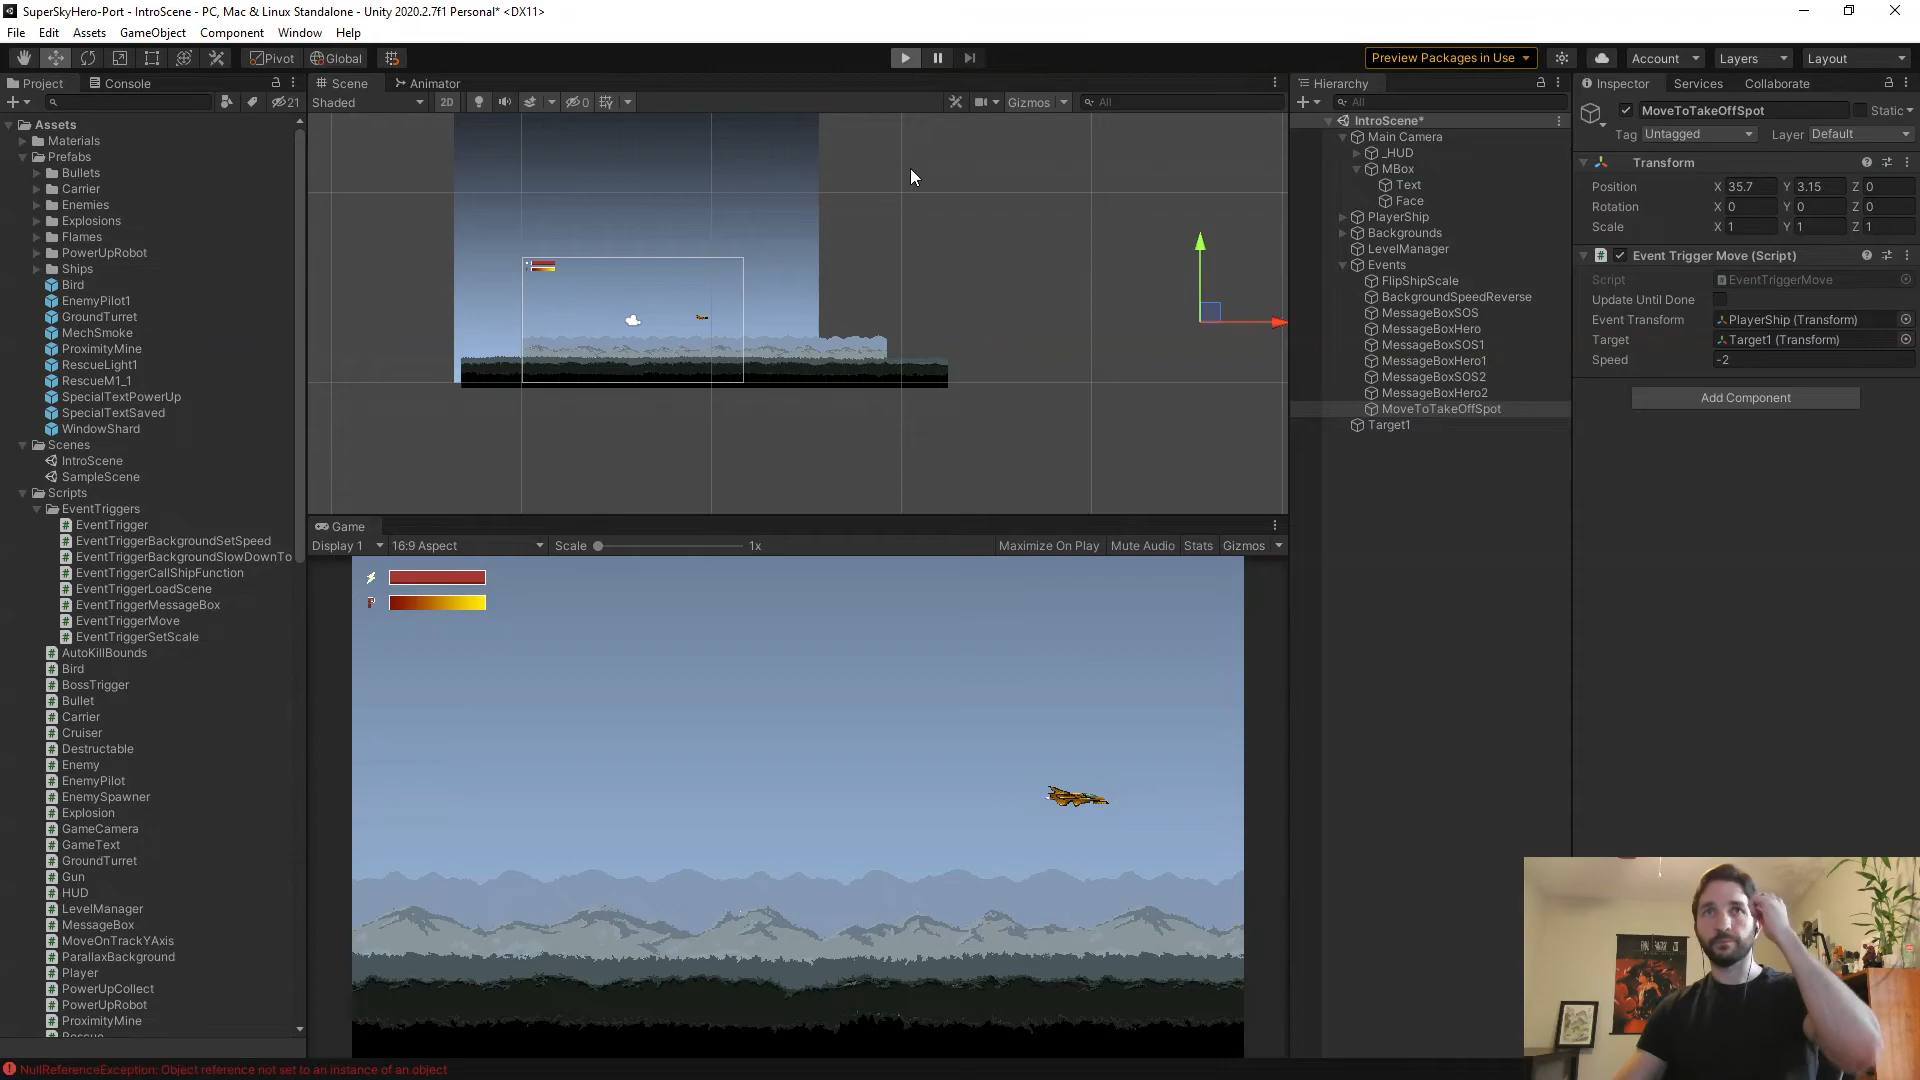 SuperSkyHero-Port - IntroScene - PC, Mac & Linux Standalone - Unity 2020.2.7f1 Personal* <DX11>
File Edit Assets GameObject Component Window Help
Pivot Global Preview Packages in Use Account Layers Layout
Project Console
21
Assets
Materials
Prefabs
Bullets
Carrier
Enemies
Explosions
Flames
PowerUpRobot
Ships
Bird
EnemyPilot1
GroundTurret
MechSmoke
ProximityMine
RescueLight1
RescueM1_1
SpecialTextPowerUp
SpecialTextSaved
WindowShard
Scenes
IntroScene
SampleScene
Scripts
EventTriggers
EventTrigger
EventTriggerBackgroundSetSpeed
EventTriggerBackgroundSlowDownTo
EventTriggerCallShipFunction
EventTriggerLoadScene
EventTriggerMessageBox
EventTriggerMove
EventTriggerSetScale
AutoKillBounds
Bird
BossTrigger
Bullet
Carrier
Cruiser
Destructable
Enemy
EnemyPilot
EnemySpawner
Explosion
GameCamera
GameText
GroundTurret
Gun
HUD
LevelManager
MessageBox
MoveOnTrackYAxis
ParallaxBackground
Player
PowerUpCollect
PowerUpRobot
ProximityMine
Rescue
Scene Animator
Shaded 2D 0 Gizmos All
Game
Display 1 16:9 Aspect Scale 1x Maximize On Play Mute Audio Stats Gizmos
P
Hierarchy
All
IntroScene*
Main Camera
_HUD
MBox
Text
Face
PlayerShip
Backgrounds
LevelManager
Events
FlipShipScale
BackgroundSpeedReverse
MessageBoxSOS
MessageBoxHero
MessageBoxSOS1
MessageBoxHero1
MessageBoxSOS2
MessageBoxHero2
MoveToTakeOffSpot
Target1
Inspector Services Collaborate
MoveToTakeOffSpot Static
Tag Untagged Layer Default
Transform
Position X 35.7 Y 3.15 Z 0
Rotation X 0 Y 0 Z 0
Scale X 1 Y 1 Z 1
Event Trigger Move (Script)
Script EventTriggerMove
Update Until Done
Event Transform PlayerShip (Transform)
Target Target1 (Transform)
Speed -2
Add Component
NullReferenceException: Object reference not set to an instance of an object